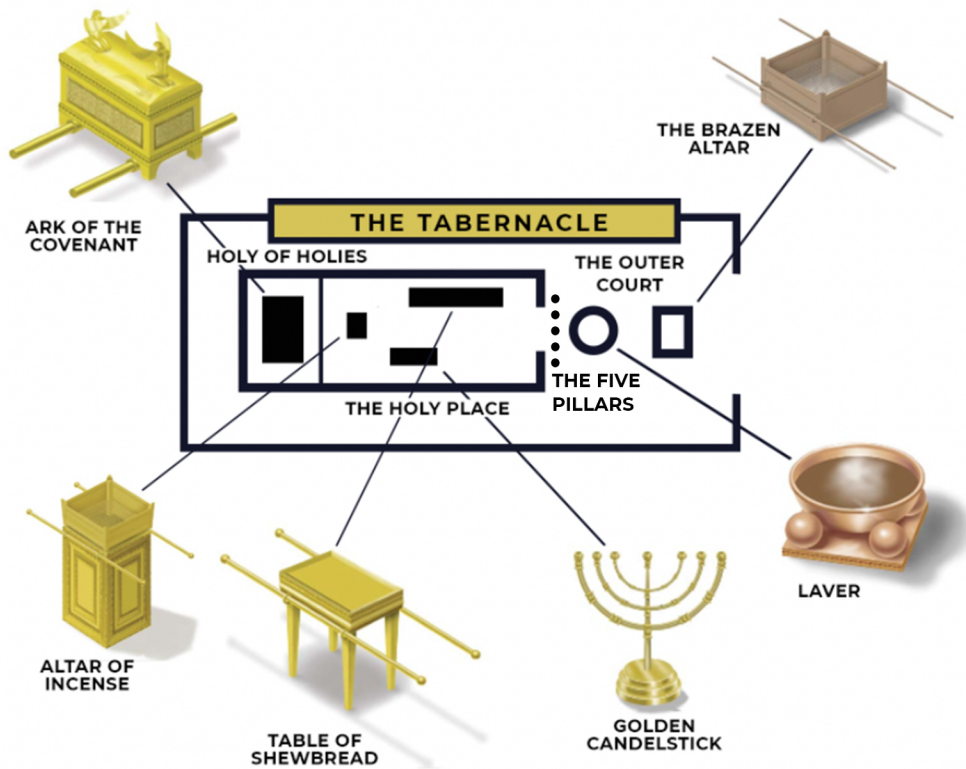 THE BRAZEN
ALTAR
ARK OF THE
COVENANT
THE TABERNACLE
HOLY OF HOLIES
THE OUTER
COURT
THE FIVE
PILLARS
THE HOLY PLACE
LAVER
ALTAR OF
INCENSE
TABLE OF
SHEWBREAD
GOLDEN
CANDELSTICK